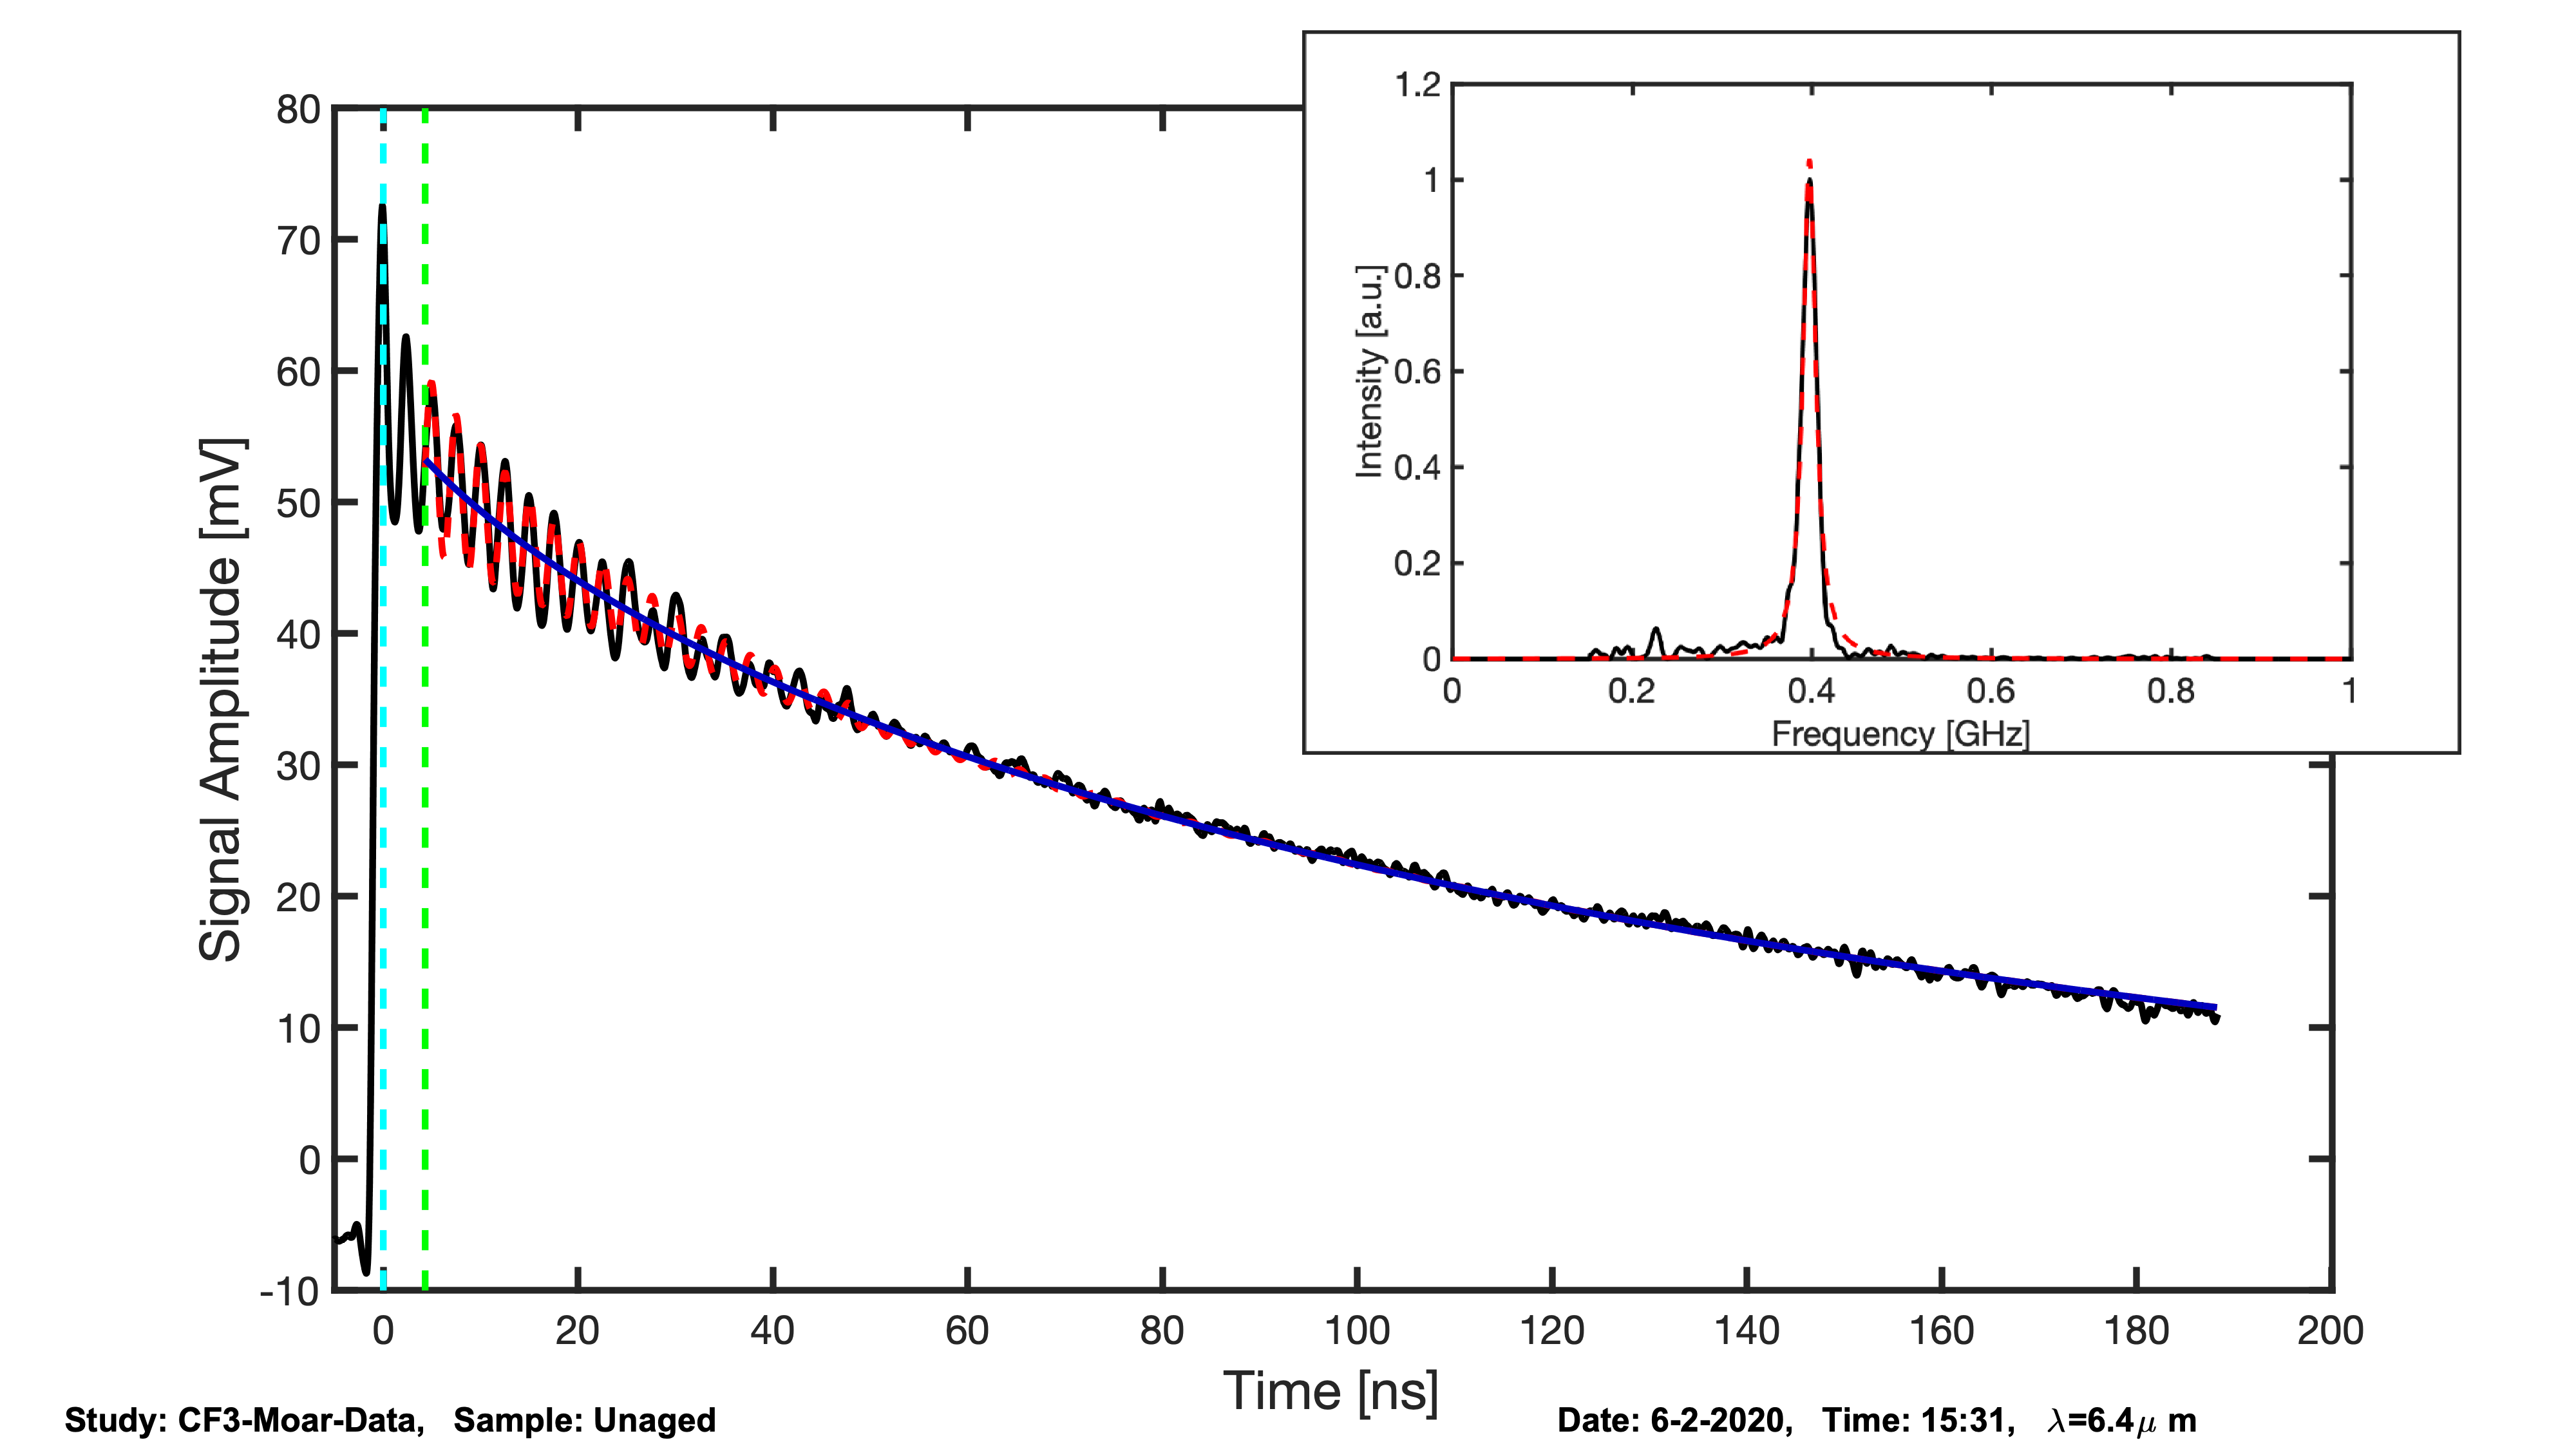 80
70
60
50
40
30
20
10
0
-10
Signal Amplitude [mV]
0 20 40 60 80 100 120 140 160 180 200
Time [ns]
1.2
1
0.8
0.6
0.4
0.2
0
Intensity [a.u.]
0 0.2 0.4 0.6 0.8 1
Frequency [GHz]
Study: CF3-Moar-Data, Sample: Unaged
Date: 6-2-2020, Time: 15:31, λ=6.4μ m